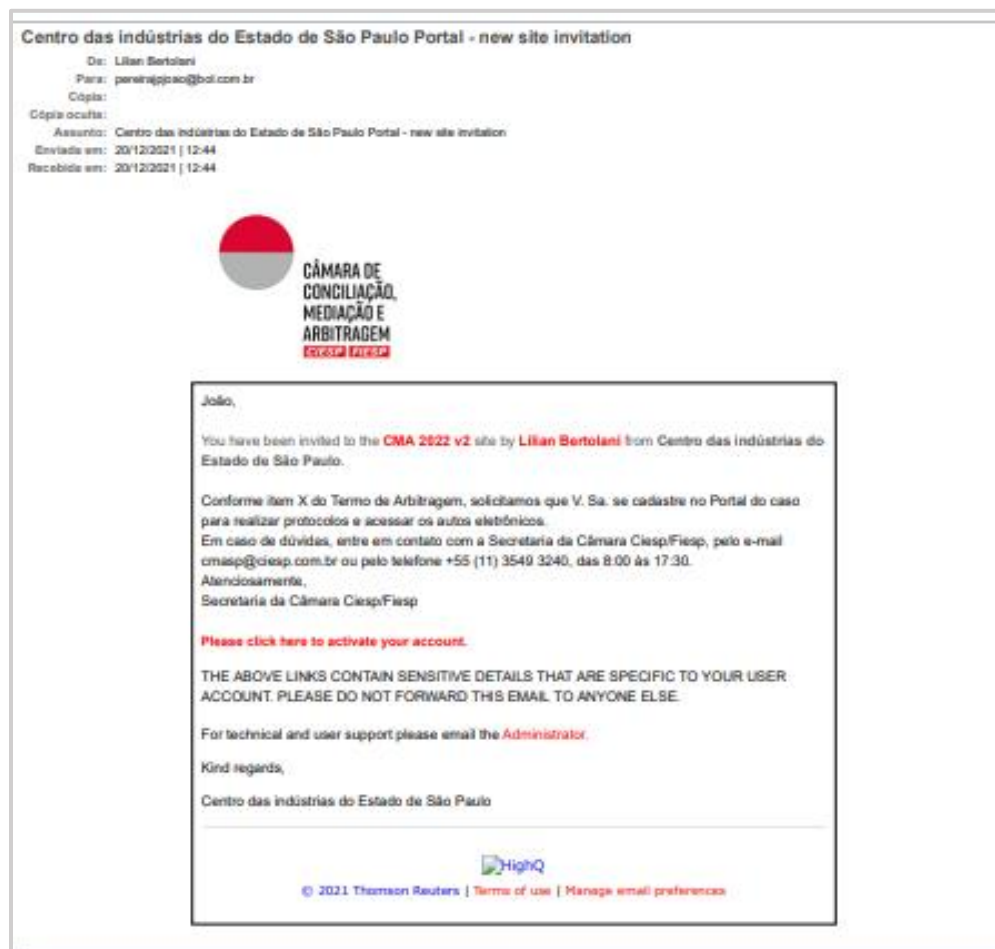 Centro das indústrias do Estado de São Paulo Portal - new site invitation
De: Lilian Bertolani
Para: pereirajpjoao@bol.com.br
Cópia:
Cópia oculta:
Assunto: Centro das indústrias do Estado de São Paulo Portal - new site invitation
Enviada em: 20/12/2021 | 12:44
Recebida em: 20/12/2021 | 12:44
CÂMARA DE
CONCILIAÇÃO,
MEDIAÇÃO E
ARBITRAGEM
CIESP FIESP
João,
You have been invited to the CMA 2022 v2 site by Lilian Bertolani from Centro das indústrias do
Estado de São Paulo.
Conforme item X do Termo de Arbitragem, solicitamos que V. Sa. se cadastre no Portal do caso
para realizar protocolos e acessar os autos eletrônicos.
Em caso de dúvidas, entre em contato com a Secretaria da Câmara Ciesp/Fiesp, pelo e-mail
cmasp@ciesp.com.br ou pelo telefone +55 (11) 3549 3240, das 8:00 às 17:30.
Atenciosamente,
Secretaria da Câmara Ciesp/Fiesp
Please click here to activate your account.
THE ABOVE LINKS CONTAIN SENSITIVE DETAILS THAT ARE SPECIFIC TO YOUR USER
ACCOUNT. PLEASE DO NOT FORWARD THIS EMAIL TO ANYONE ELSE.
For technical and user support please email the Administrator.
Kind regards,
Centro das indústrias do Estado de São Paulo
HighQ
© 2021 Thomson Reuters | Terms of use | Manage email preferences